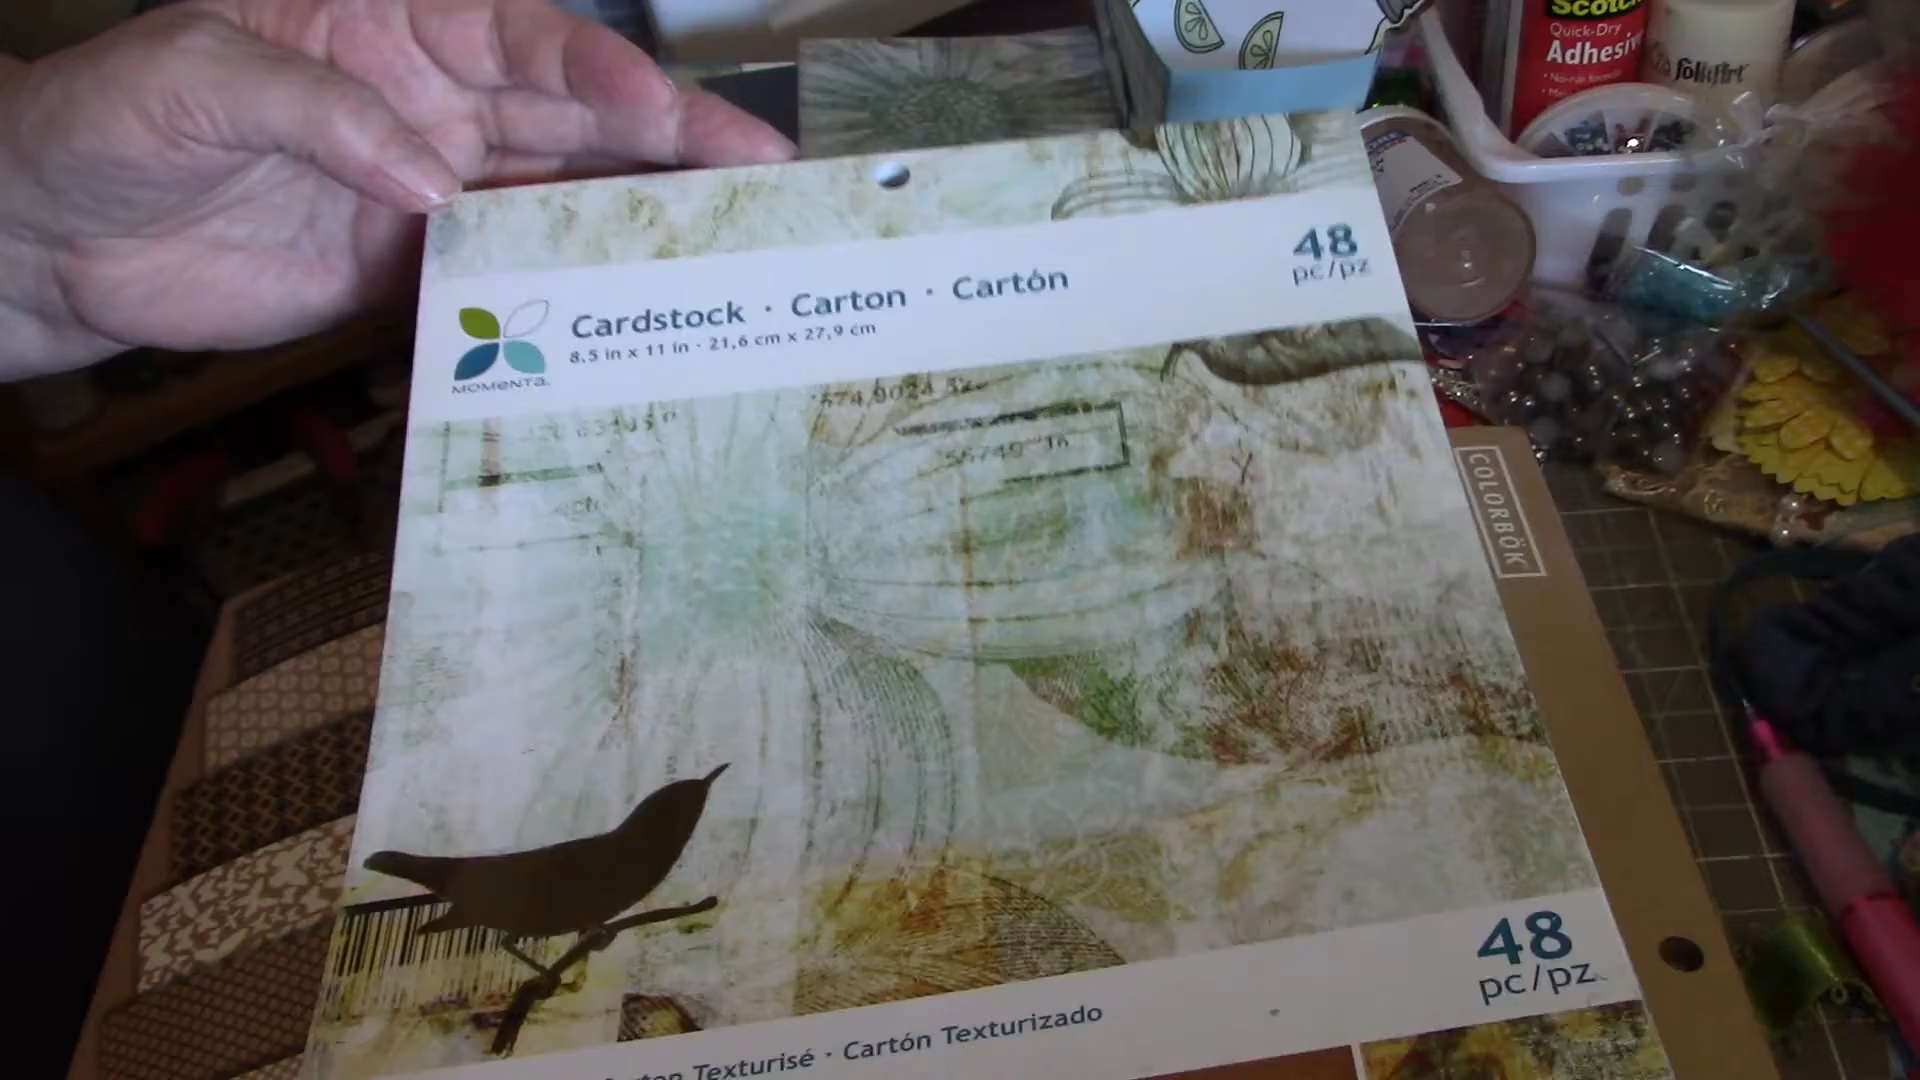 Scotch
Quick-Dry
Adhesive
folkArt
48
pc/pz
Cardstock · Carton · Cartón
8.5 in x 11 in · 21,6 cm x 27,9 cm
MOMENTA
COLORBÖK
48
pc/pz
Texturisé · Cartón Texturizado